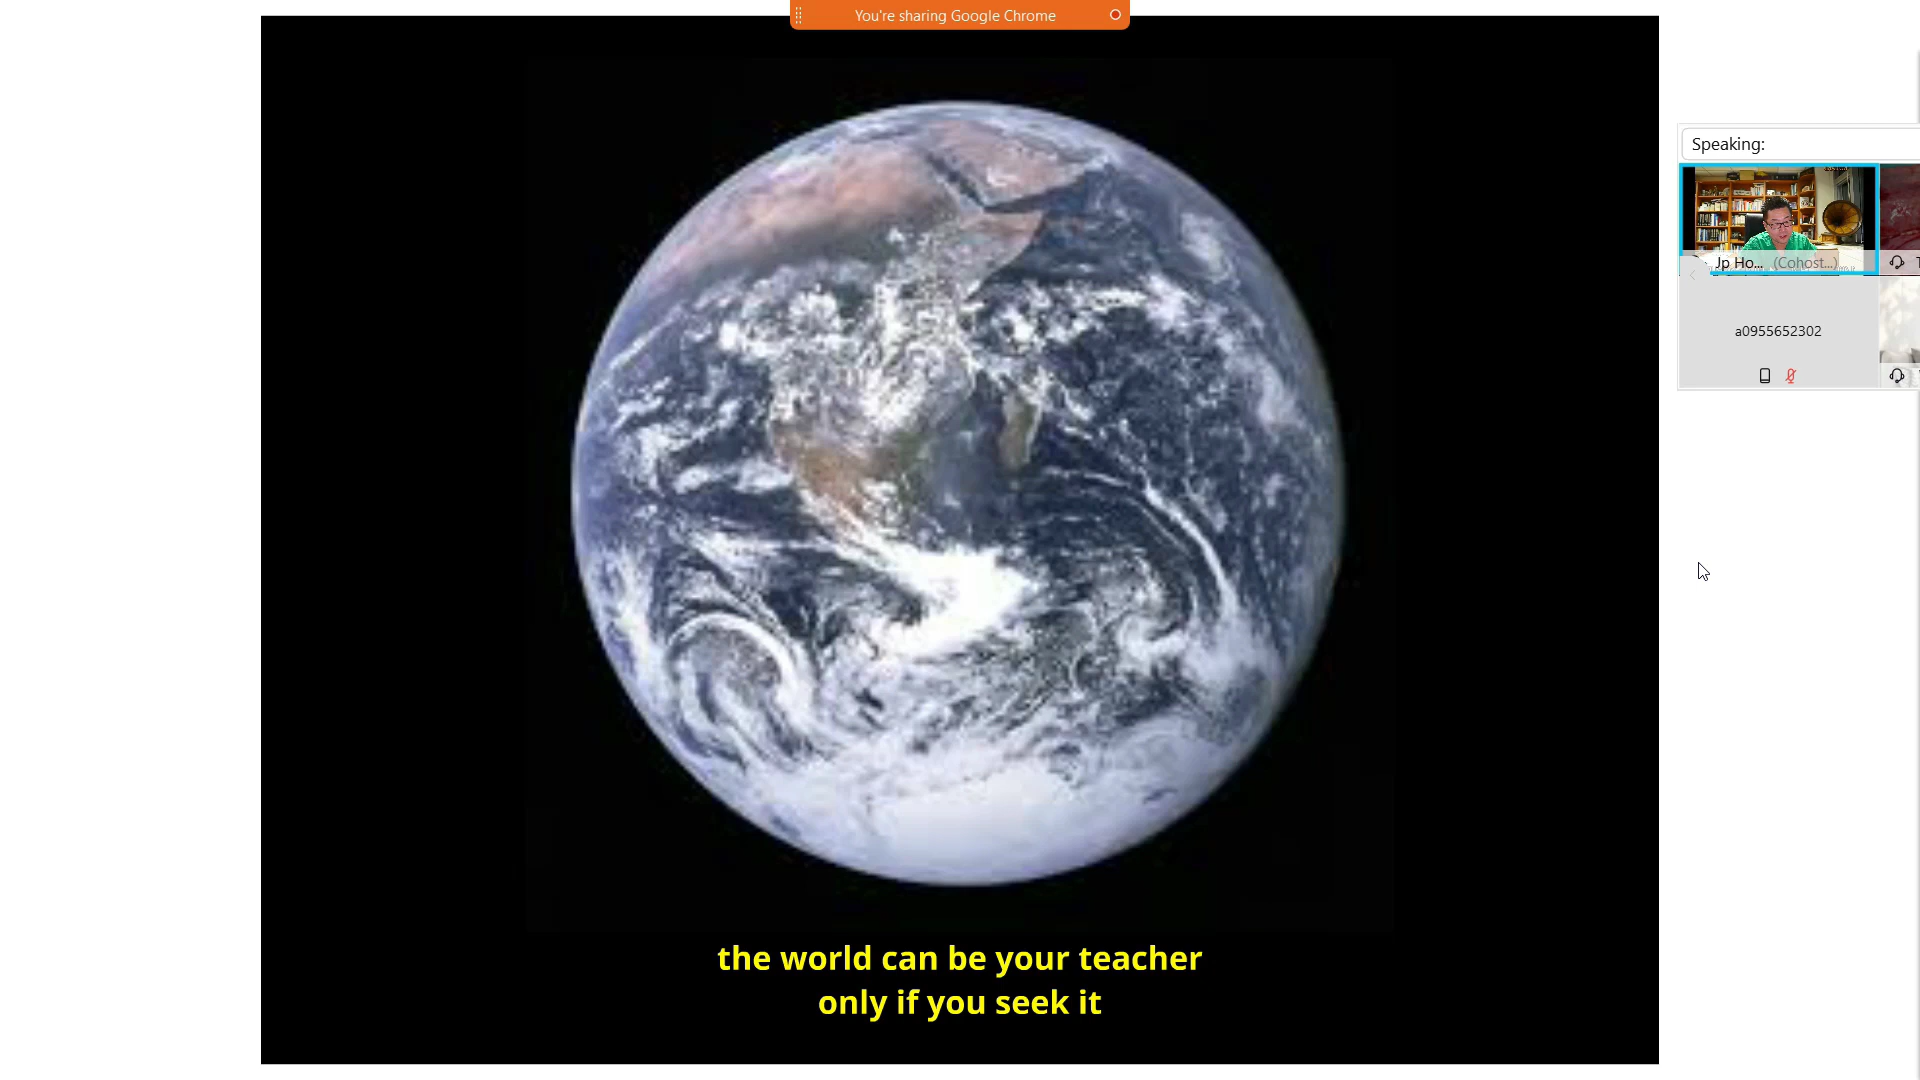 You're sharing Google Chrome
Speaking:
Jp Ho... (Cohost...)
a0955652302
the world can be your teacher
only if you seek it